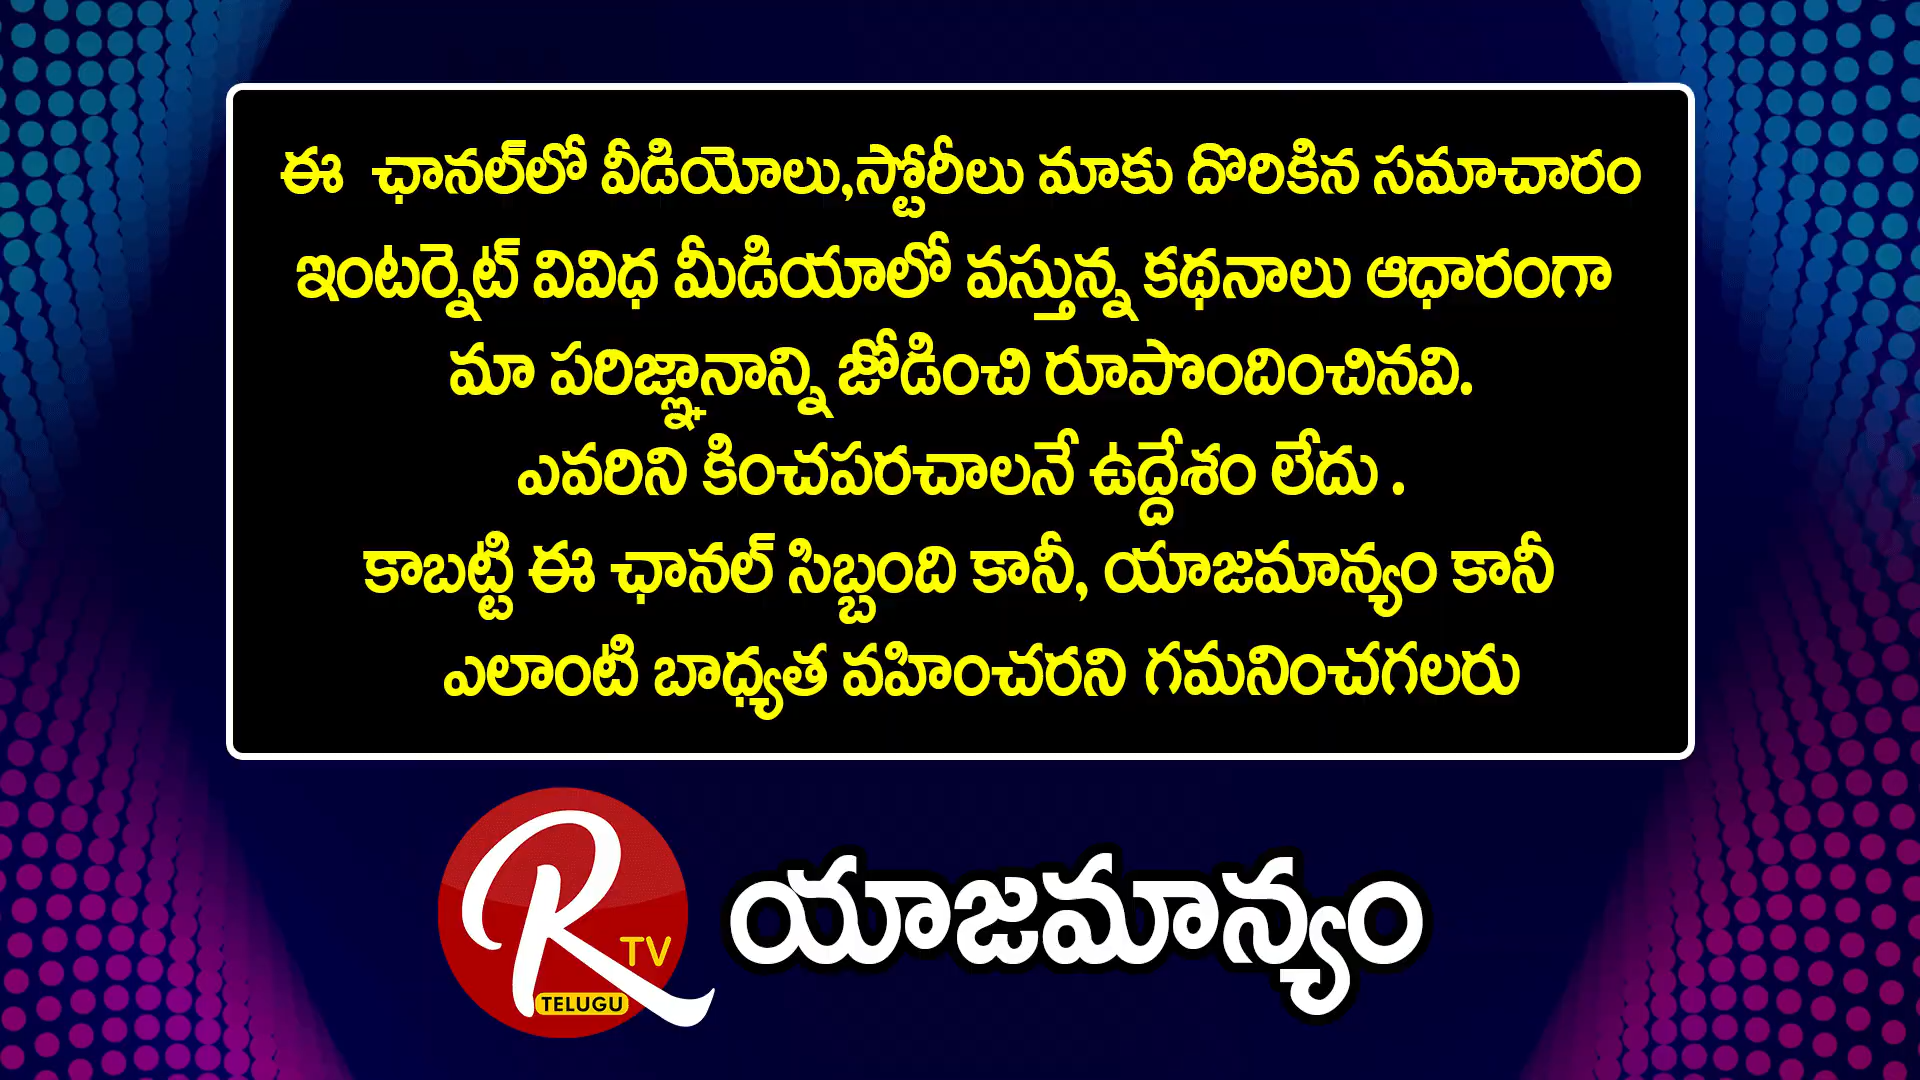 ఈ ఛానల్‌లో వీడియోలు,స్టోరీలు మాకు దొరికిన సమాచారం
ఇంటర్నెట్ వివిధ మీడియాలో వస్తున్న కథనాలు ఆధారంగా
మా పరిజ్ఞానాన్ని జోడించి రూపొందించినవి.
ఎవరిని కించపరచాలనే ఉద్దేశం లేదు .
కాబట్టి ఈ ఛానల్ సిబ్బంది కానీ, యాజమాన్యం కానీ
ఎలాంటి బాధ్యత వహించరని గమనించగలరు
R TV
TELUGU
యాజమాన్యం